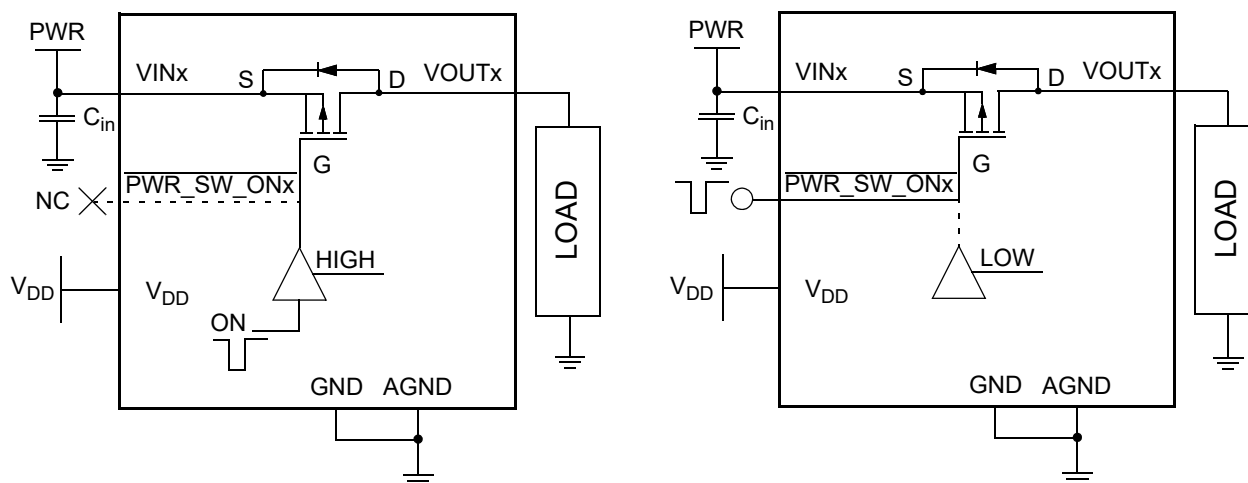 PWR
VINx
S
D
VOUTx
Cin
G
PWR_SW_ONx
NC
LOAD
HIGH
VDD
VDD
ON
GND
AGND
PWR
VINx
S
D
VOUTx
Cin
G
PWR_SW_ONx
LOAD
LOW
VDD
VDD
GND
AGND